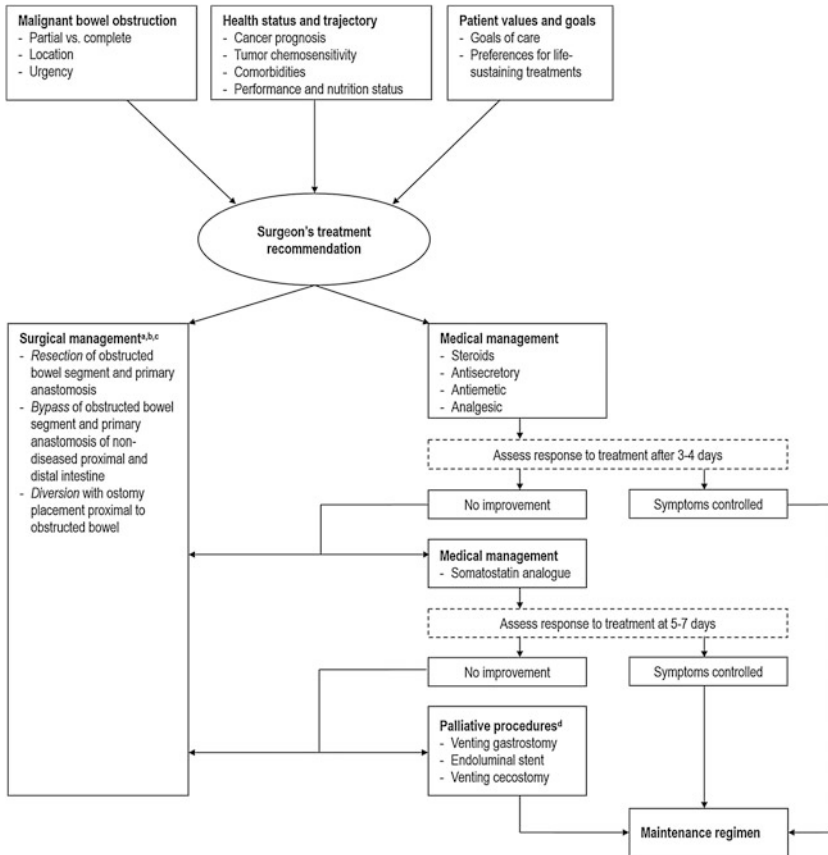 Malignant bowel obstruction
- Partial vs. complete
- Location
- Urgency
Health status and trajectory
- Cancer prognosis
- Tumor chemosensitivity
- Comorbidities
- Performance and nutrition status
Patient values and goals
- Goals of care
- Preferences for life-
sustaining treatments
Surgeon's treatment
recommendation
Surgical managementᵃ,ᵇ,ᶜ
- Resection of obstructed
bowel segment and primary
anastomosis
- Bypass of obstructed bowel
segment and primary
anastomosis of non-
diseased proximal and
distal intestine
- Diversion with ostomy
placement proximal to
obstructed bowel
Medical management
- Steroids
- Antisecretory
- Antiemetic
- Analgesic
Assess response to treatment after 3-4 days
No improvement
Symptoms controlled
Medical management
- Somatostatin analogue
Assess response to treatment at 5-7 days
No improvement
Symptoms controlled
Palliative proceduresᵈ
- Venting gastrostomy
- Endoluminal stent
- Venting cecostomy
Maintenance regimen